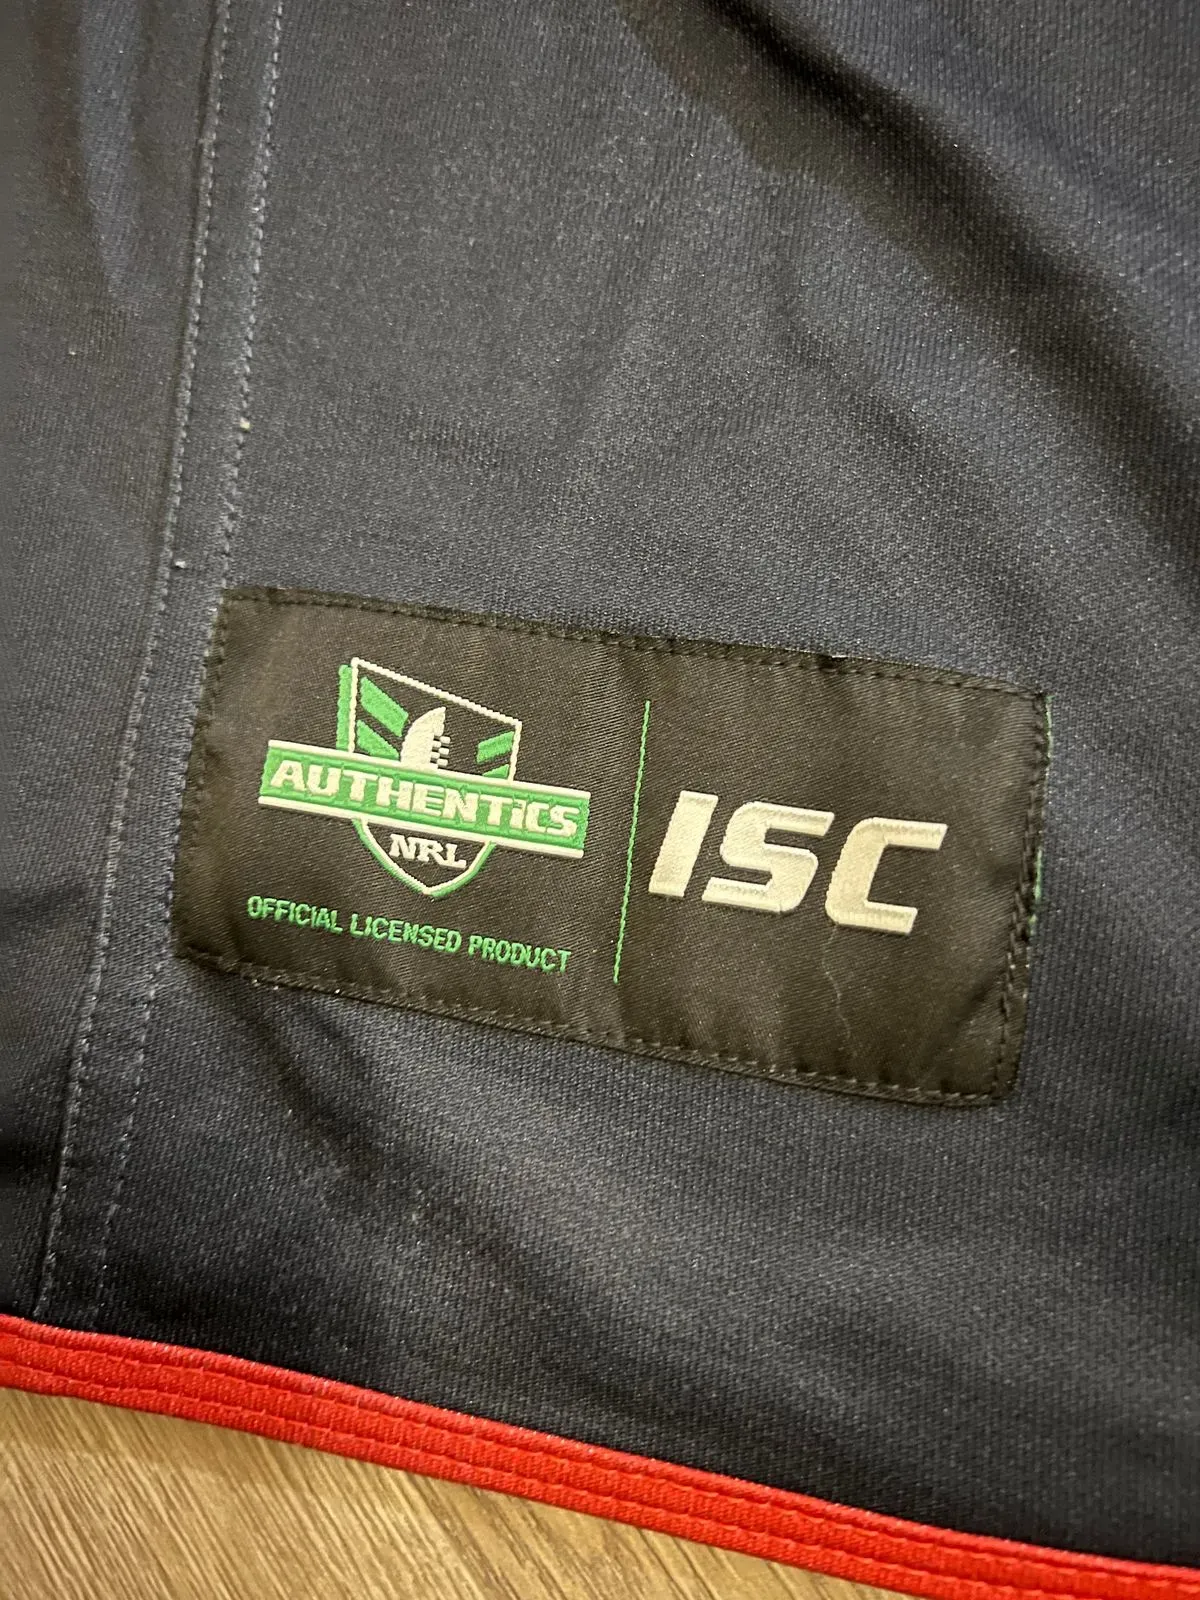 AUTHENTiCS
NRL
OFFICIAL LICENSED PRODUCT
ISC